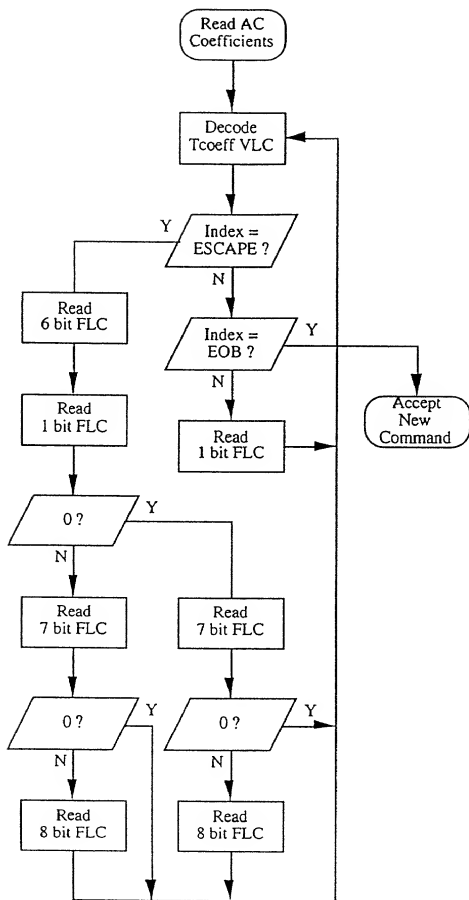 Read AC
Coefficients
Decode
Tcoeff VLC
Y
Index =
ESCAPE ?
N
Read
6 bit FLC
Index =
EOB ?
Y
N
Read
1 bit FLC
Read
1 bit FLC
Accept
New
Command
0 ?
Y
N
Read
7 bit FLC
Read
7 bit FLC
0 ?
Y
0 ?
Y
N
N
Read
8 bit FLC
Read
8 bit FLC